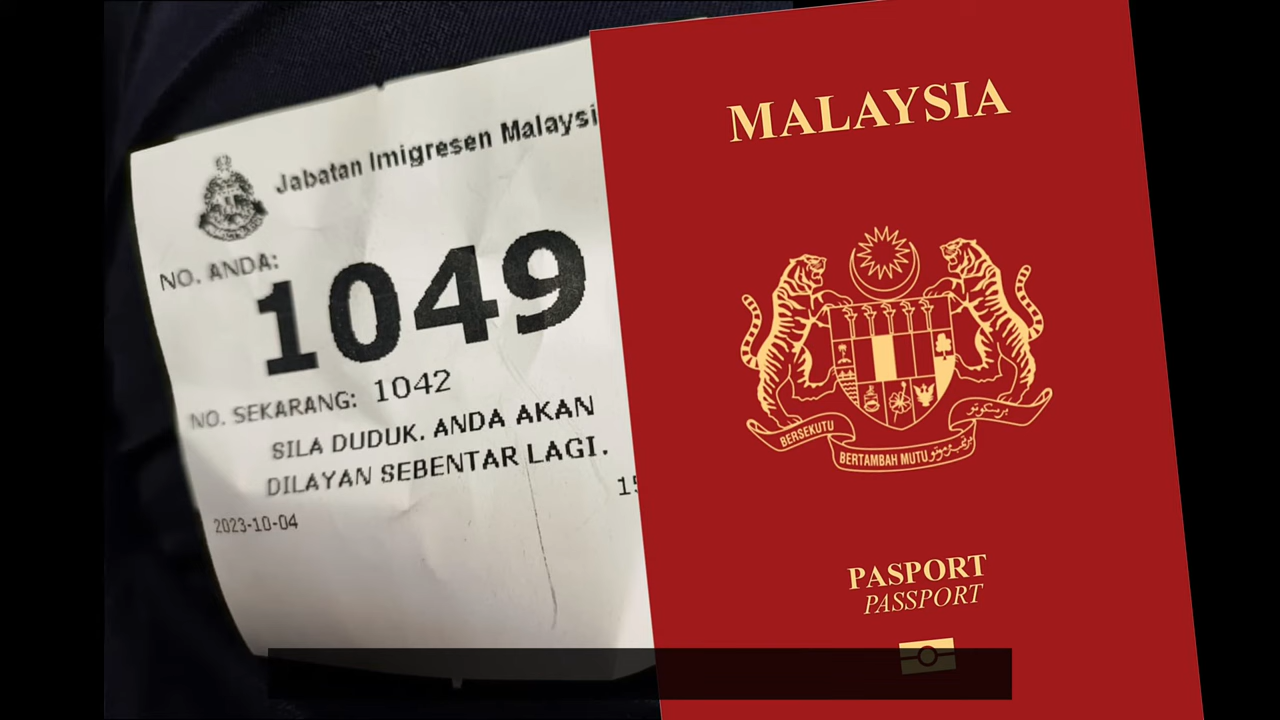 Jabatan Imigresen Malaysi
NO. ANDA:
1049
NO. SEKARANG: 1042
SILA DUDUK. ANDA AKAN
DILAYAN SEBENTAR LAGI.
2023-10-04
MALAYSIA
BERSEKUTU
BERTAMBAH MUTU
PASPORT
PASSPORT